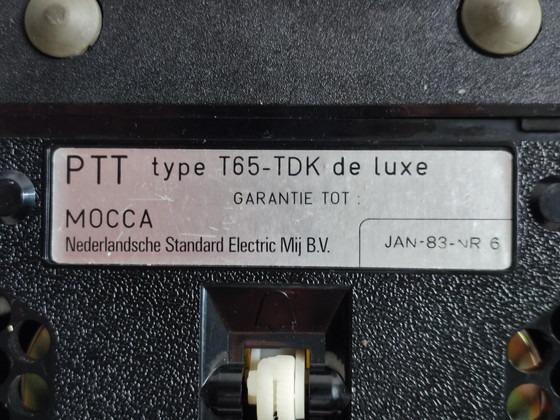 PTT type T65-TDK de luxe
GARANTIE TOT :
MOCCA
Nederlandsche Standard Electric Mij B.V.
JAN-83-NR 6